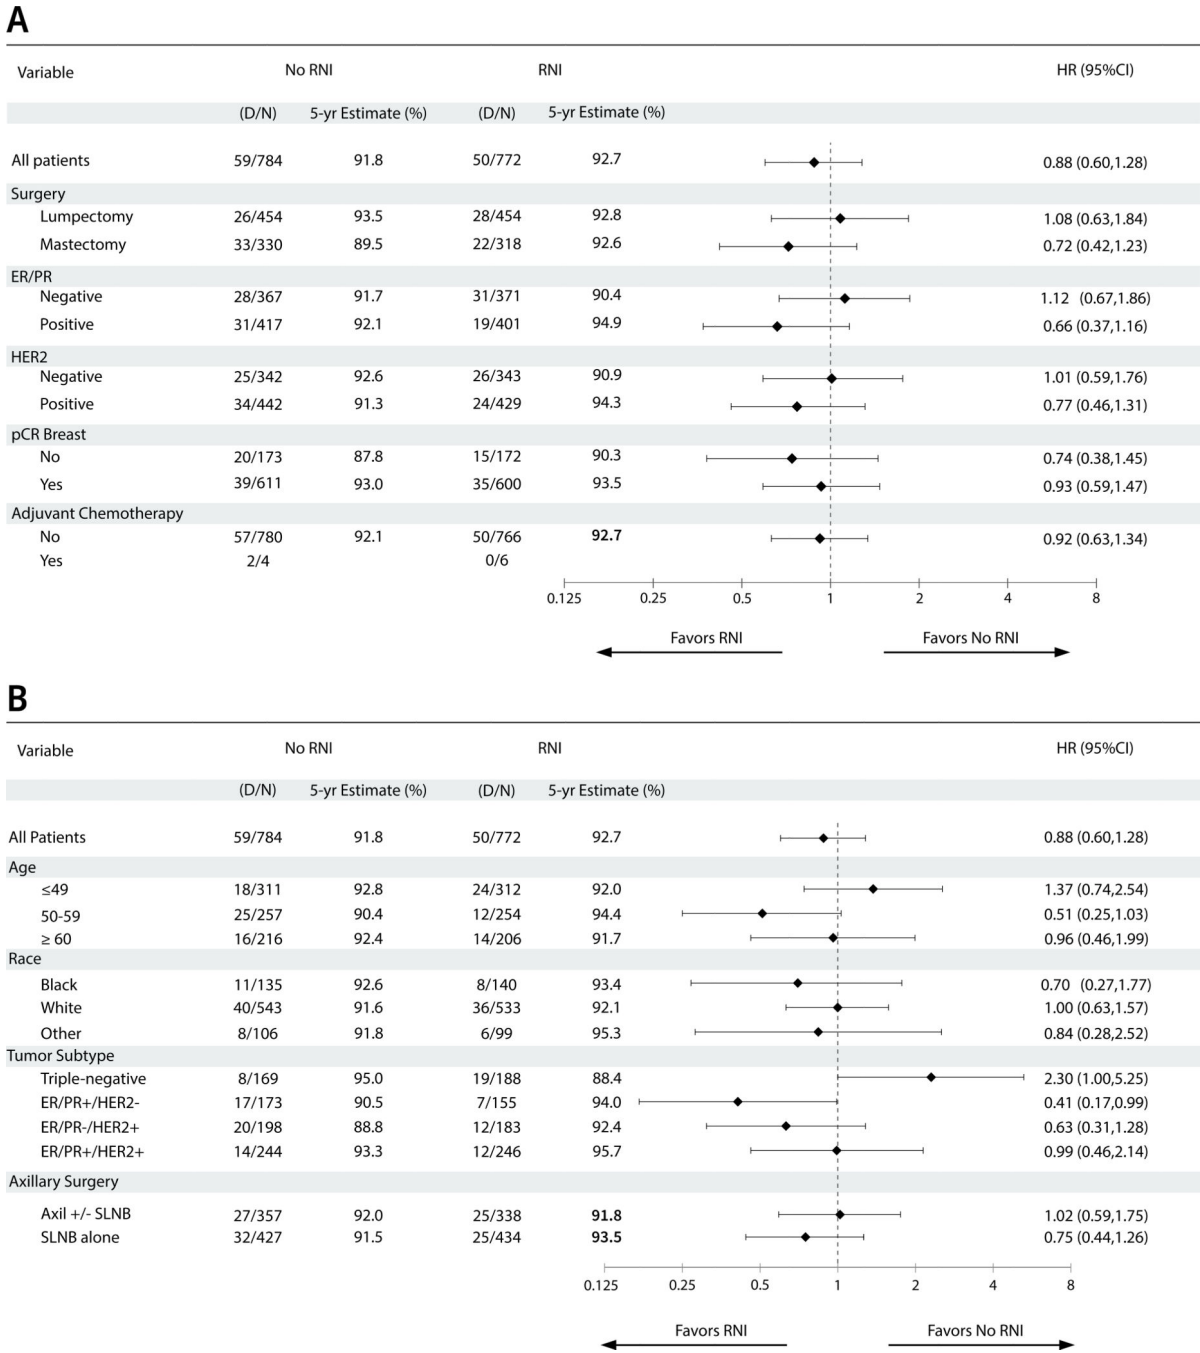 A
Variable No RNI RNI HR (95%CI)
(D/N) 5-yr Estimate (%) (D/N) 5-yr Estimate (%)
All patients 59/784 91.8 50/772 92.7 0.88 (0.60,1.28)
Surgery
Lumpectomy 26/454 93.5 28/454 92.8 1.08 (0.63,1.84)
Mastectomy 33/330 89.5 22/318 92.6 0.72 (0.42,1.23)
ER/PR
Negative 28/367 91.7 31/371 90.4 1.12 (0.67,1.86)
Positive 31/417 92.1 19/401 94.9 0.66 (0.37,1.16)
HER2
Negative 25/342 92.6 26/343 90.9 1.01 (0.59,1.76)
Positive 34/442 91.3 24/429 94.3 0.77 (0.46,1.31)
pCR Breast
No 20/173 87.8 15/172 90.3 0.74 (0.38,1.45)
Yes 39/611 93.0 35/600 93.5 0.93 (0.59,1.47)
Adjuvant Chemotherapy
No 57/780 92.1 50/766 92.7 0.92 (0.63,1.34)
Yes 2/4 0/6
0.125 0.25 0.5 1 2 4 8
Favors RNI Favors No RNI
B
Variable No RNI RNI HR (95%CI)
(D/N) 5-yr Estimate (%) (D/N) 5-yr Estimate (%)
All Patients 59/784 91.8 50/772 92.7 0.88 (0.60,1.28)
Age
≤49 18/311 92.8 24/312 92.0 1.37 (0.74,2.54)
50-59 25/257 90.4 12/254 94.4 0.51 (0.25,1.03)
≥ 60 16/216 92.4 14/206 91.7 0.96 (0.46,1.99)
Race
Black 11/135 92.6 8/140 93.4 0.70 (0.27,1.77)
White 40/543 91.6 36/533 92.1 1.00 (0.63,1.57)
Other 8/106 91.8 6/99 95.3 0.84 (0.28,2.52)
Tumor Subtype
Triple-negative 8/169 95.0 19/188 88.4 2.30 (1.00,5.25)
ER/PR+/HER2- 17/173 90.5 7/155 94.0 0.41 (0.17,0.99)
ER/PR-/HER2+ 20/198 88.8 12/183 92.4 0.63 (0.31,1.28)
ER/PR+/HER2+ 14/244 93.3 12/246 95.7 0.99 (0.46,2.14)
Axillary Surgery
Axil +/- SLNB 27/357 92.0 25/338 91.8 1.02 (0.59,1.75)
SLNB alone 32/427 91.5 25/434 93.5 0.75 (0.44,1.26)
0.125 0.25 0.5 1 2 4 8
Favors RNI Favors No RNI